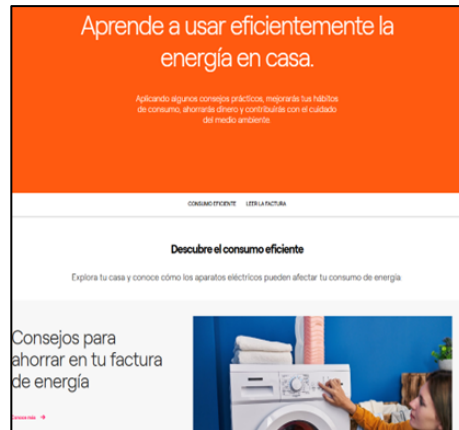 Aprende a usar eficientemente la
energía en casa.
Aplicando algunos consejos prácticos, mejorarás tus hábitos
de consumo, ahorrarás dinero y contribuirás con el cuidado
del medio ambiente.
CONSUMO EFICIENTE LEER LA FACTURA
Descubre el consumo eficiente
Explora tu casa y conoce cómo los aparatos eléctricos pueden afectar tu consumo de energía.
Consejos para
ahorrar en tu factura
de energía
Conoce más →